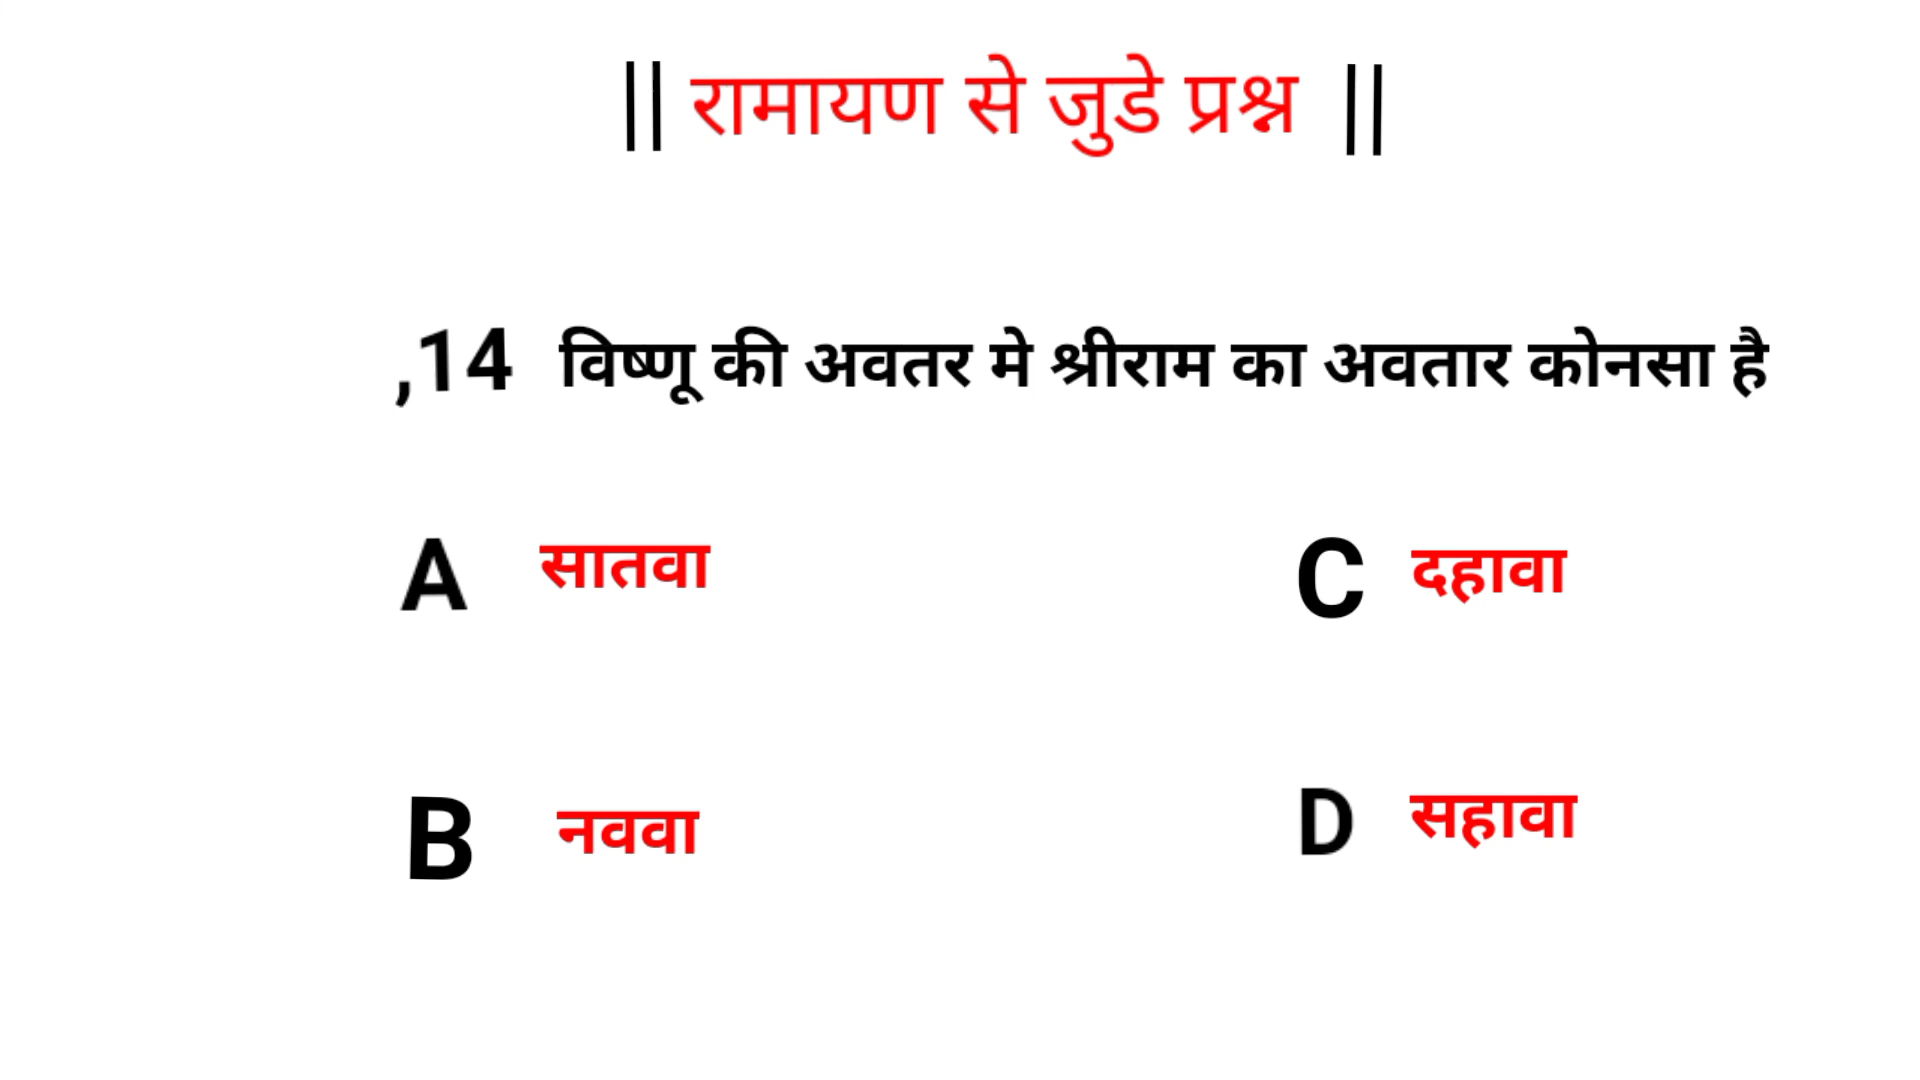 || रामायण से जुडे प्रश्न ||
,14 विष्णू की अवतर मे श्रीराम का अवतार कोनसा है
A सातवा
C दहावा
B नववा
D सहावा